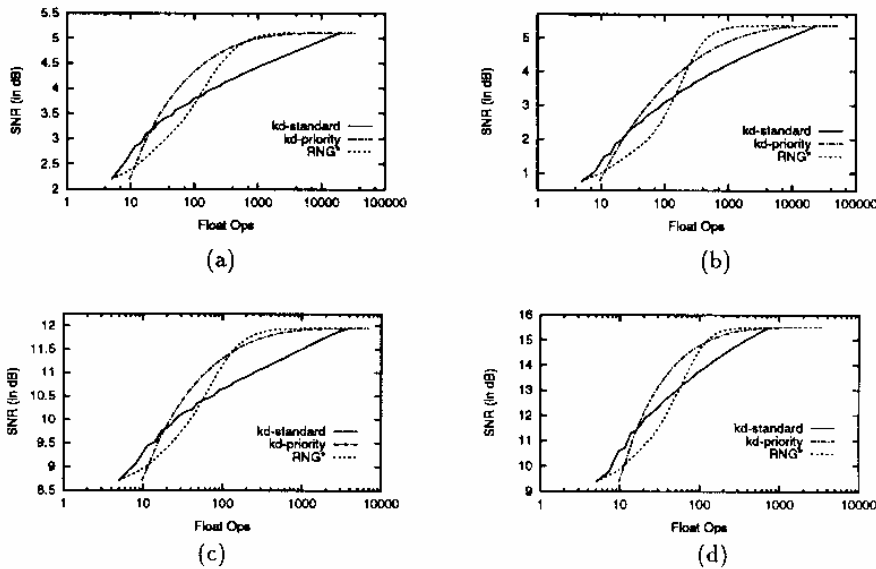 5.5
5
4.5
4
3.5
3
2.5
2
SNR (in dB)
kd-standard
kd-priority
RNG*
1 10 100 1000 10000 100000
Float Ops
(a)
5
4
3
2
1
SNR (in dB)
kd-standard
kd-priority
RNG*
1 10 100 1000 10000 100000
Float Ops
(b)
12
11.5
11
10.5
10
9.5
9
8.5
SNR (in dB)
kd-standard
kd-priority
RNG*
1 10 100 1000 10000
Float Ops
(c)
16
15
14
13
12
11
10
9
SNR (in dB)
kd-standard
kd-priority
RNG*
1 10 100 1000 10000
Float Ops
(d)